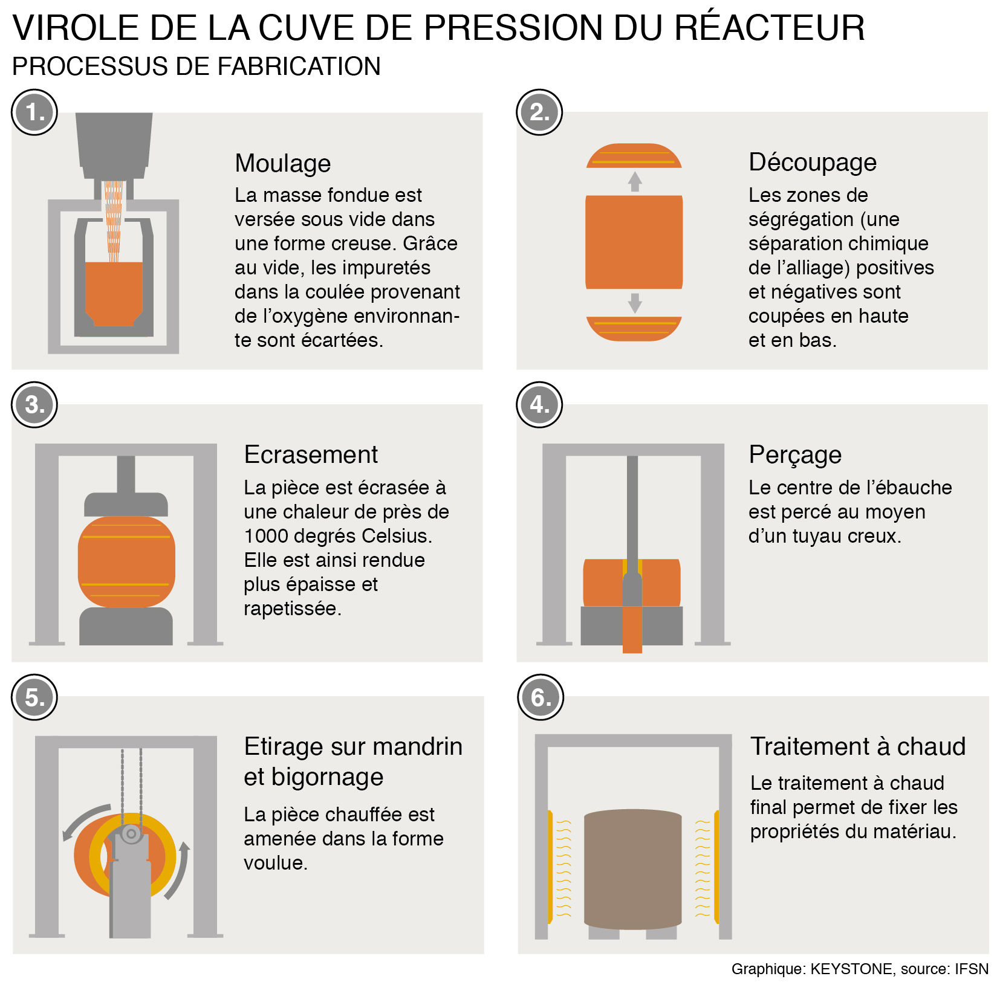 VIROLE DE LA CUVE DE PRESSION DU RÉACTEUR
PROCESSUS DE FABRICATION
1.
Moulage
La masse fondue est
versée sous vide dans
une forme creuse. Grâce
au vide, les impuretés
dans la coulée provenant
de l’oxygène environnan-
te sont écartées.
2.
Découpage
Les zones de
ségrégation (une
séparation chimique
de l’alliage) positives
et négatives sont
coupées en haute
et en bas.
3.
Ecrasement
La pièce est écrasée à
une chaleur de près de
1000 degrés Celsius.
Elle est ainsi rendue
plus épaisse et
rapetissée.
4.
Perçage
Le centre de l’ébauche
est percé au moyen
d’un tuyau creux.
5.
Etirage sur mandrin
et bigornage
La pièce chauffée est
amenée dans la forme
voulue.
6.
Traitement à chaud
Le traitement à chaud
final permet de fixer les
propriétés du matériau.
Graphique: KEYSTONE, source: IFSN